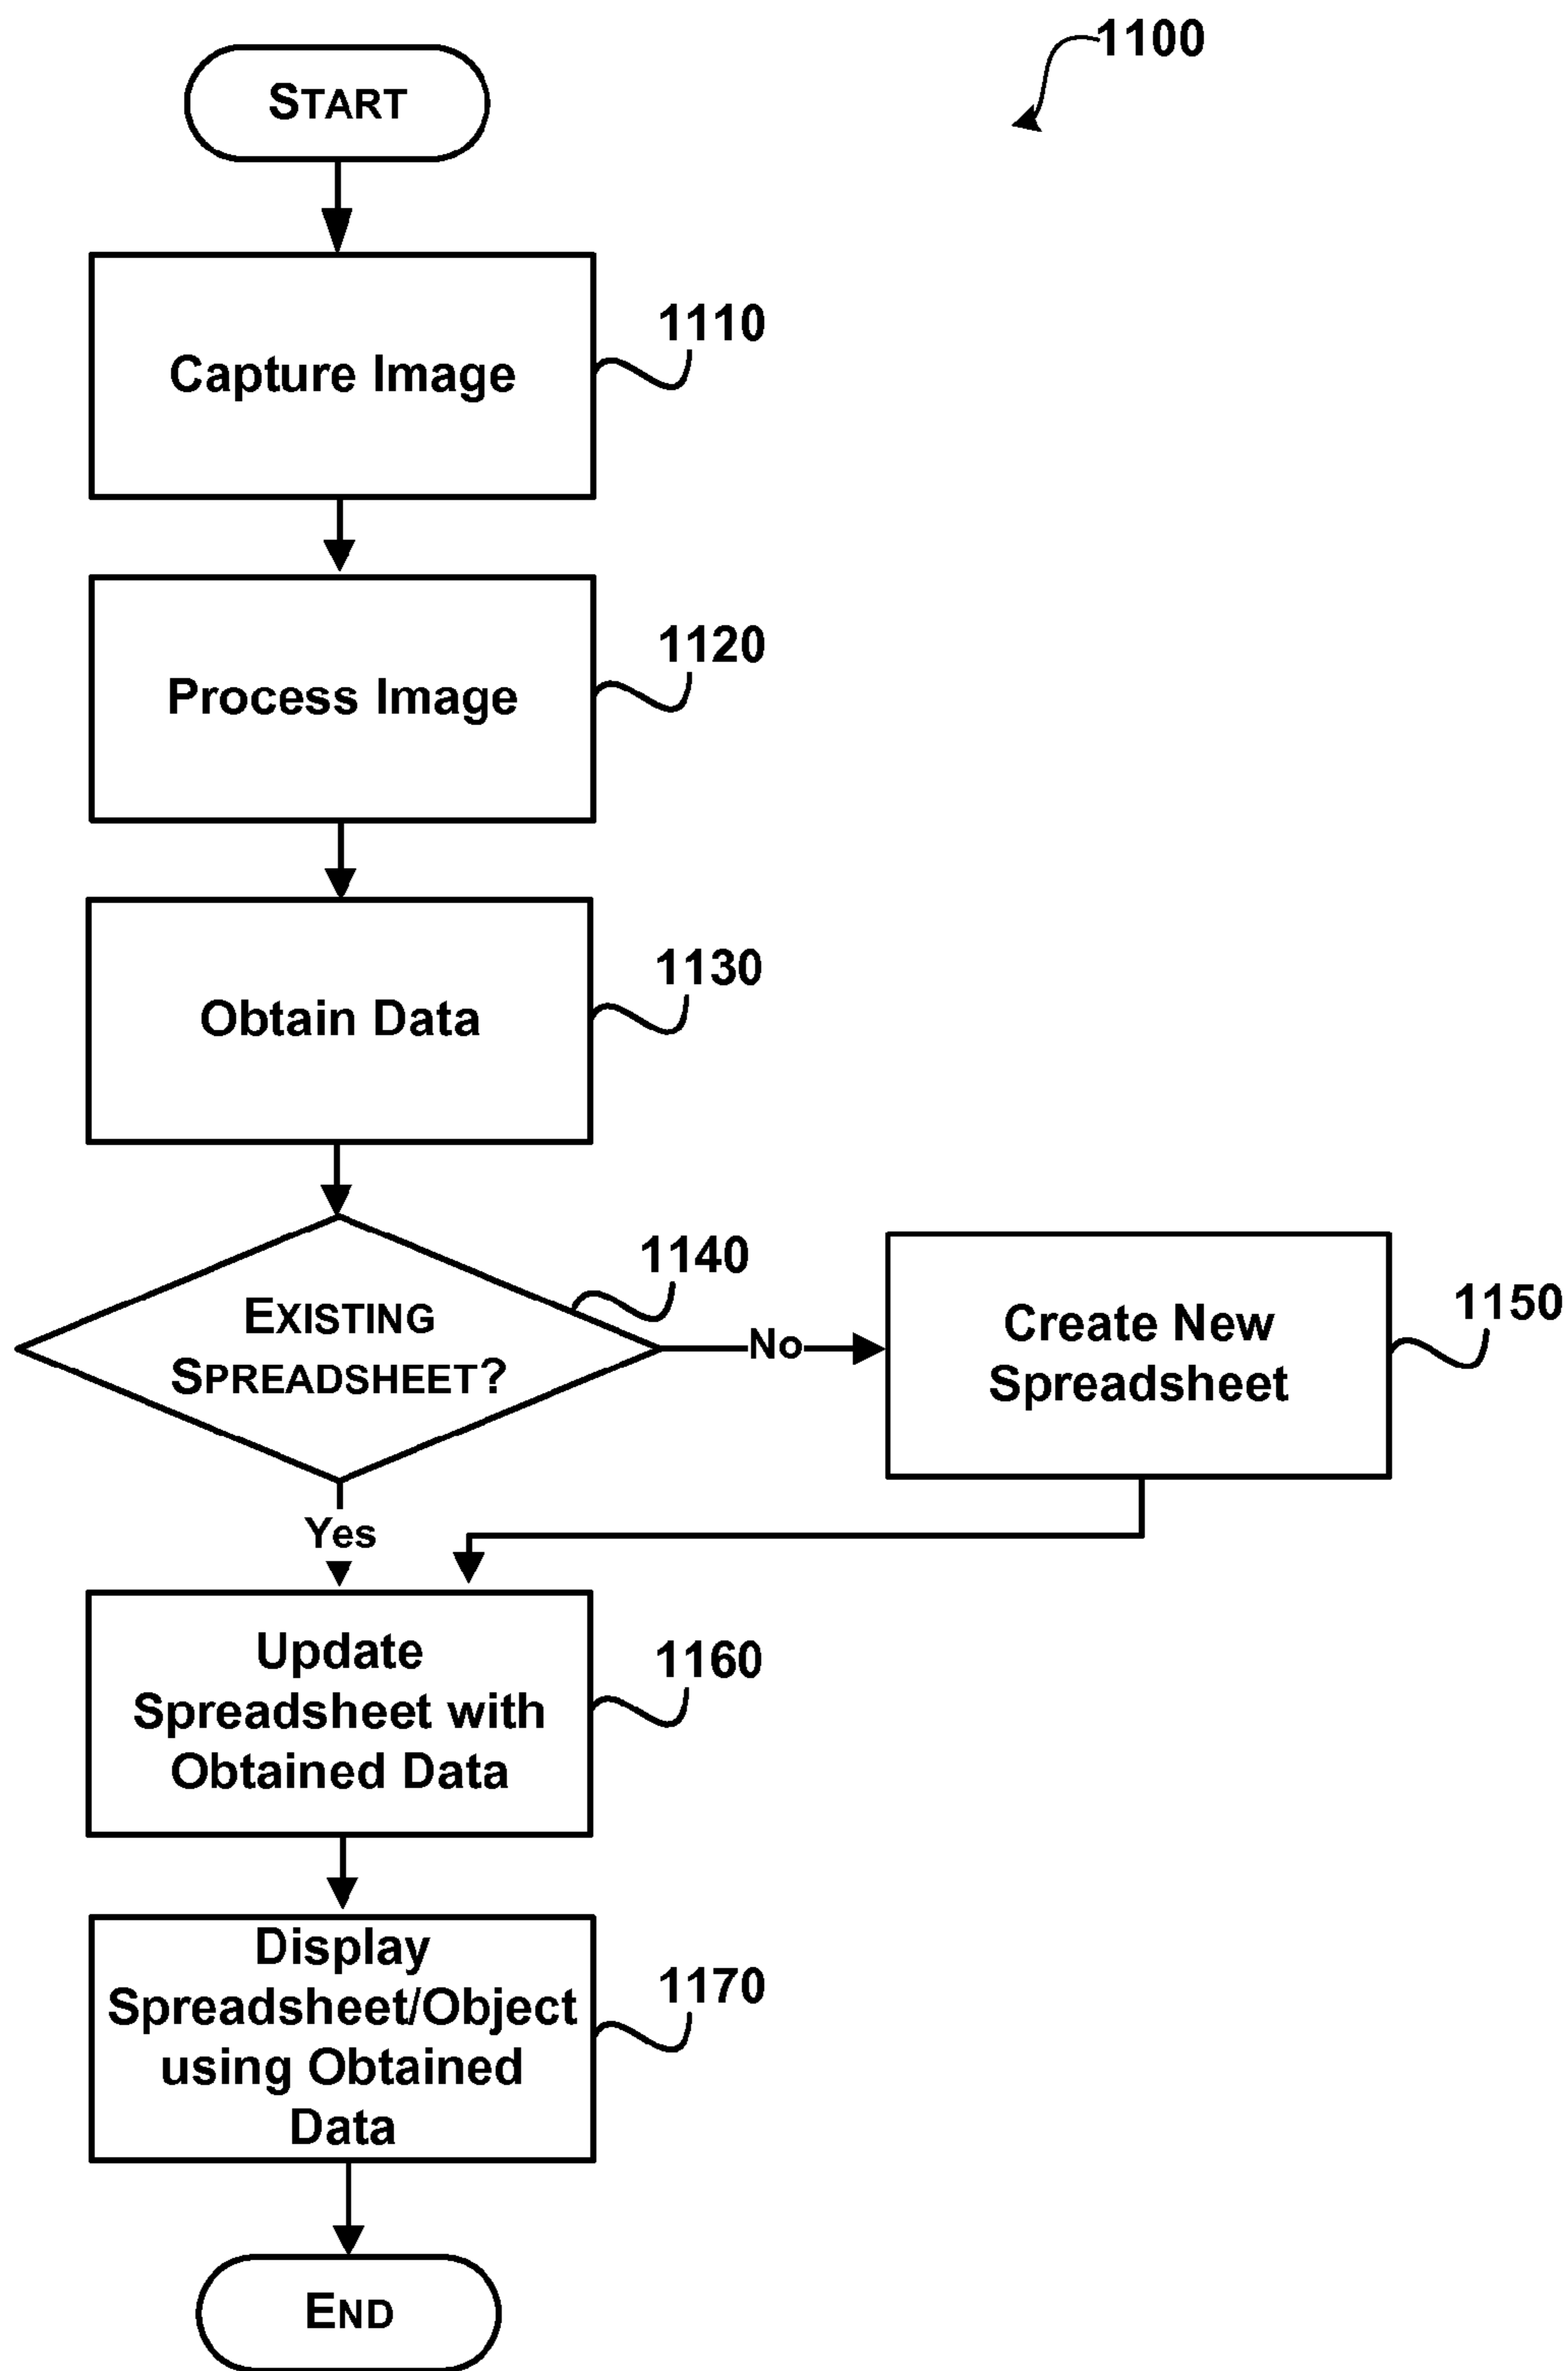 1100
START
Capture Image
1110
Process Image
1120
Obtain Data
1130
EXISTING
SPREADSHEET?
1140
No
Create New
Spreadsheet
1150
Yes
Update
Spreadsheet with
Obtained Data
1160
Display
Spreadsheet/Object
using Obtained
Data
1170
END